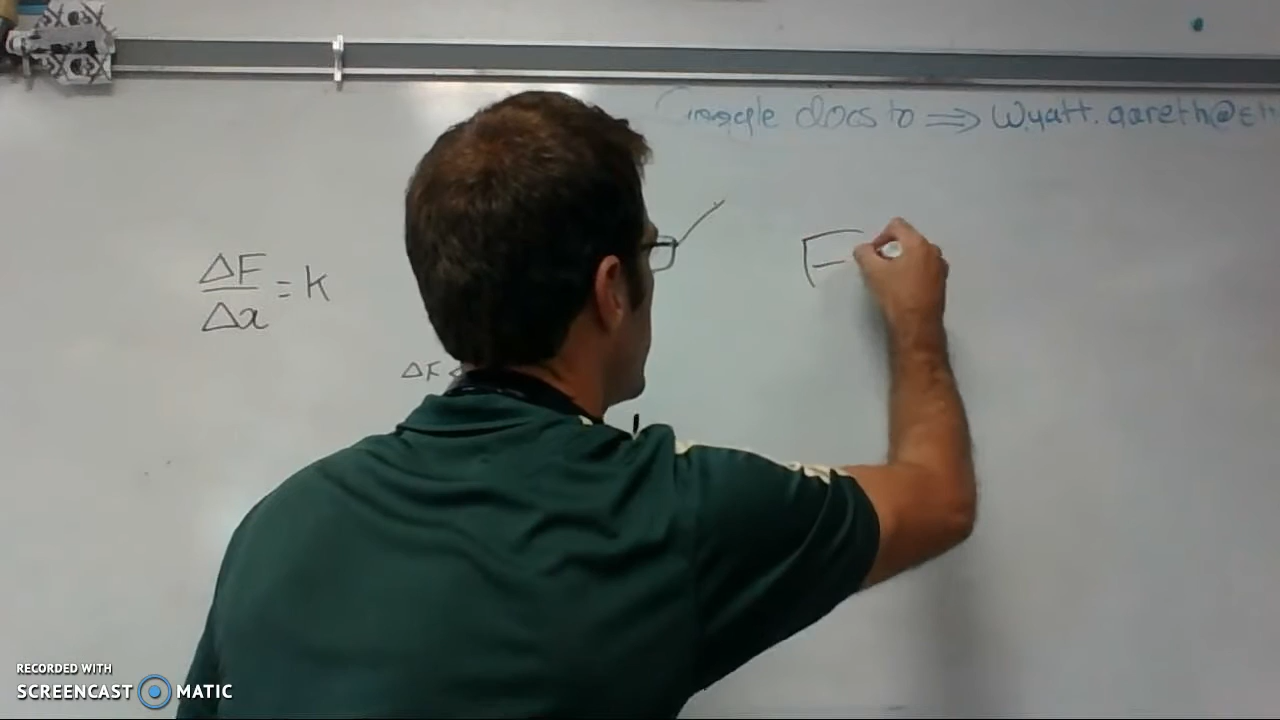 Google docs to ⇒ Wyatt.gareth@
ΔF
Δx = k
F
ΔF
RECORDED WITH
SCREENCAST MATIC